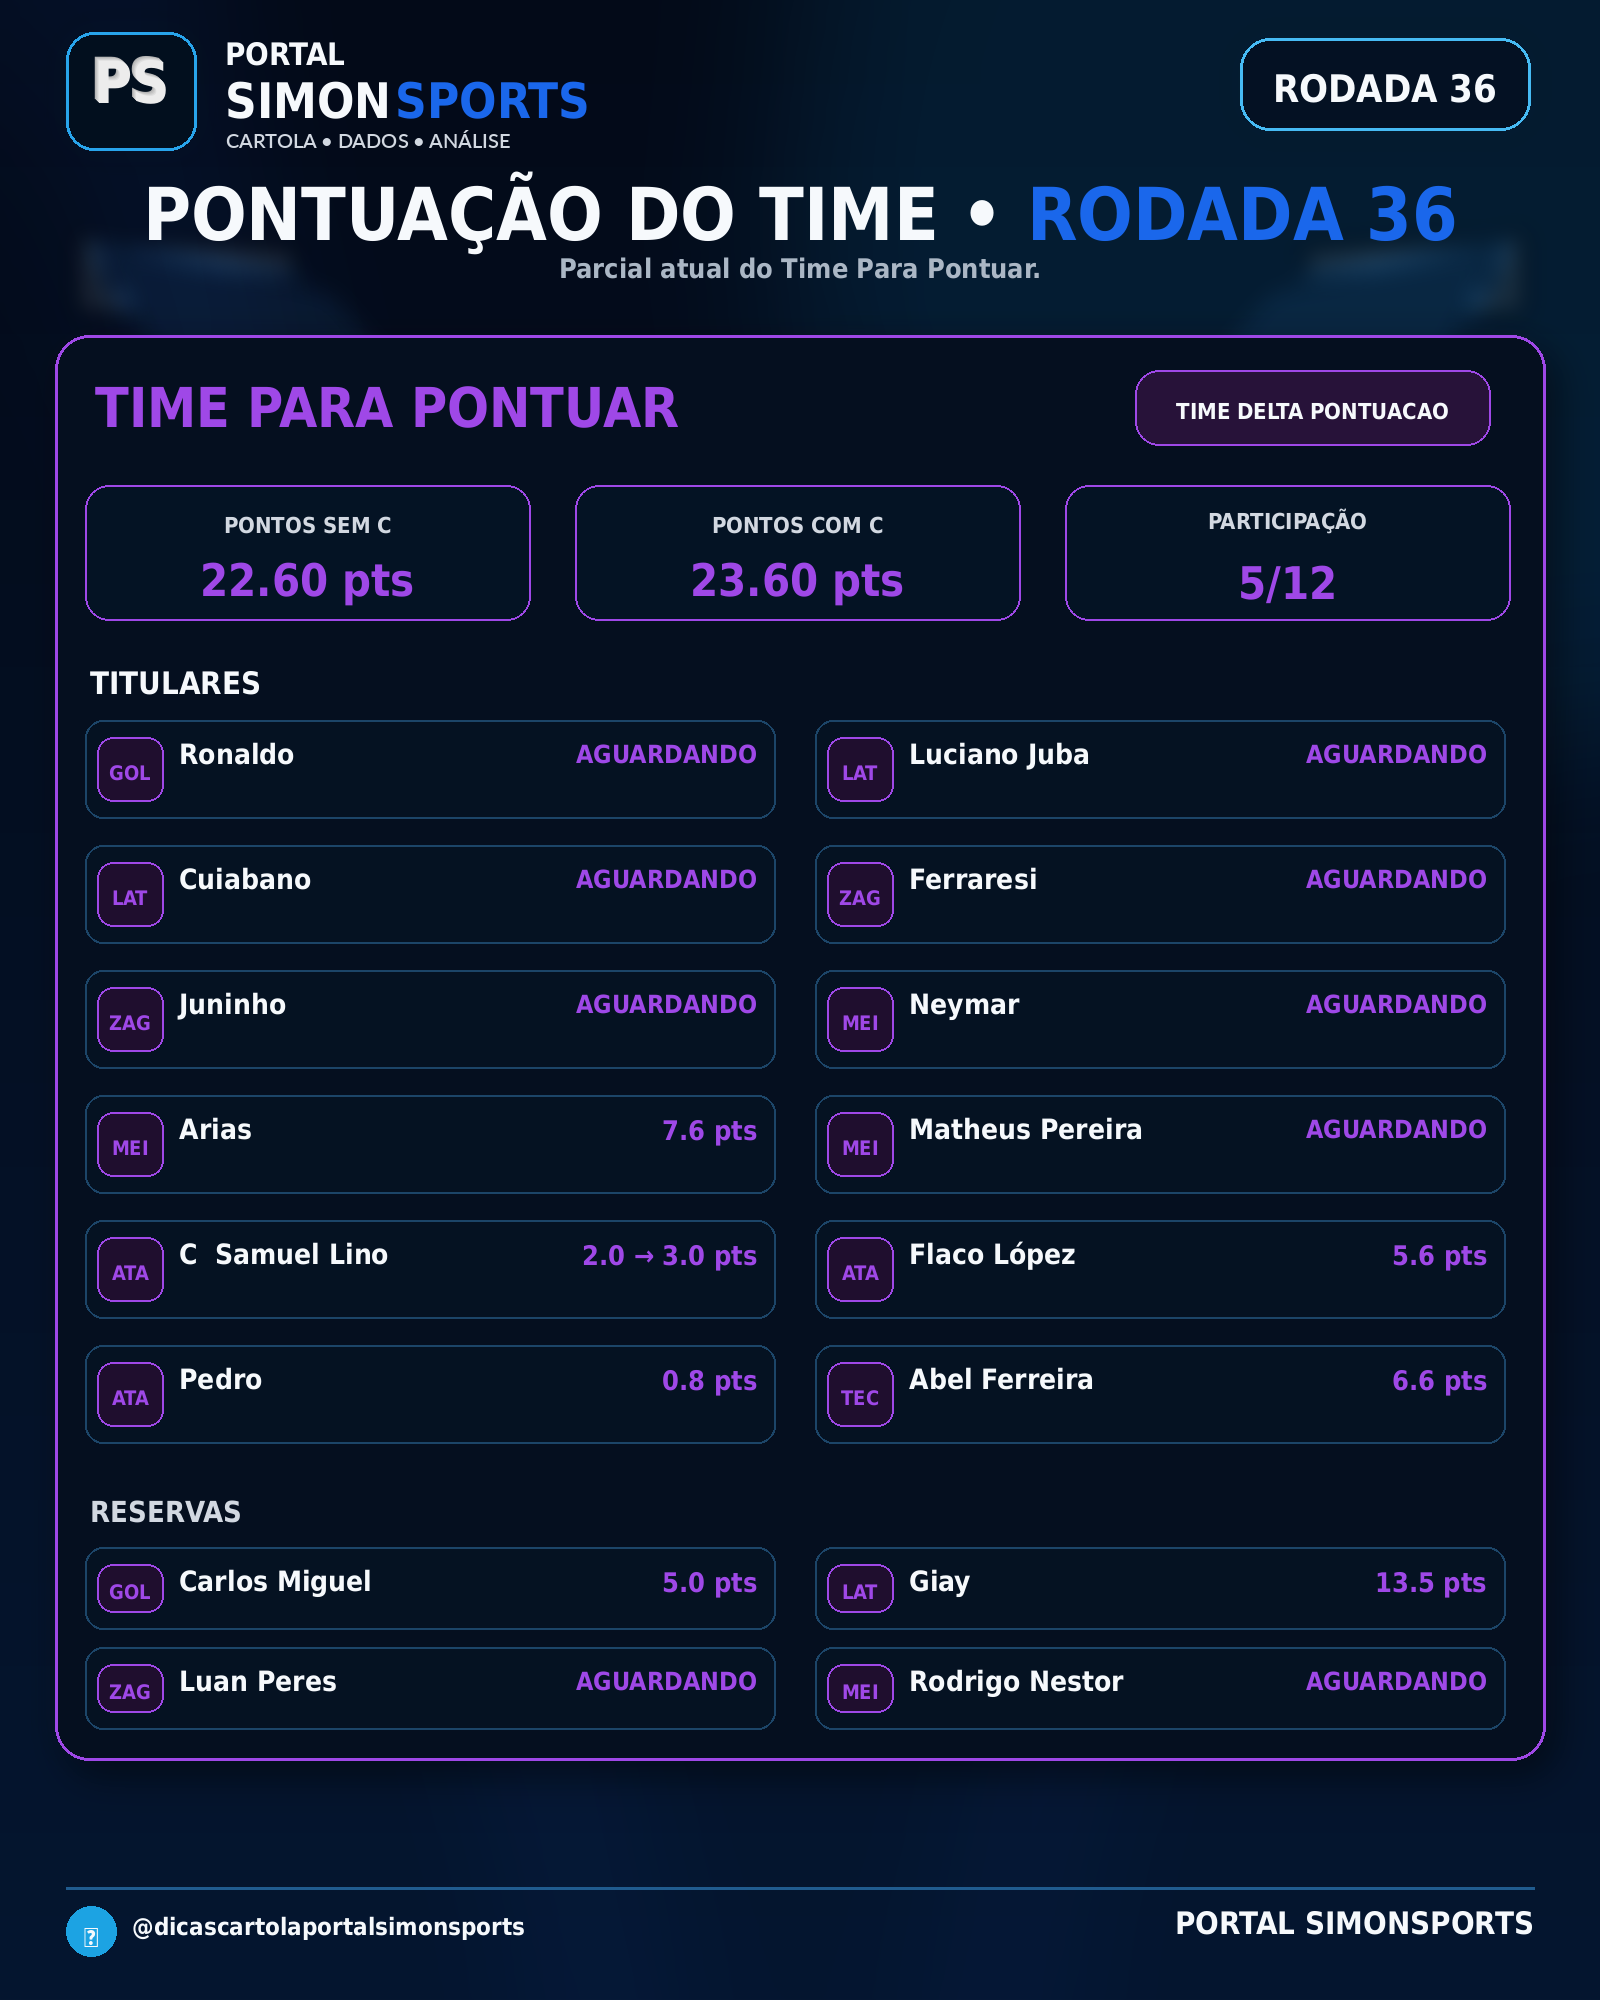 PS
PORTAL
SIMONSPORTS
CARTOLA • DADOS • ANÁLISE
RODADA 36
PONTUAÇÃO DO TIME • RODADA 36
Parcial atual do Time Para Pontuar.
TIME PARA PONTUAR
TIME DELTA PONTUACAO
PONTOS SEM C
22.60 pts
PONTOS COM C
23.60 pts
PARTICIPAÇÃO
5/12
TITULARES
GOL Ronaldo AGUARDANDO
LAT Luciano Juba AGUARDANDO
LAT Cuiabano AGUARDANDO
ZAG Ferraresi AGUARDANDO
ZAG Juninho AGUARDANDO
MEI Neymar AGUARDANDO
MEI Arias 7.6 pts
MEI Matheus Pereira AGUARDANDO
ATA C Samuel Lino 2.0 → 3.0 pts
ATA Flaco López 5.6 pts
ATA Pedro 0.8 pts
TEC Abel Ferreira 6.6 pts
RESERVAS
GOL Carlos Miguel 5.0 pts
LAT Giay 13.5 pts
ZAG Luan Peres AGUARDANDO
MEI Rodrigo Nestor AGUARDANDO
@dicascartolaportalsimonsports
PORTAL SIMONSPORTS